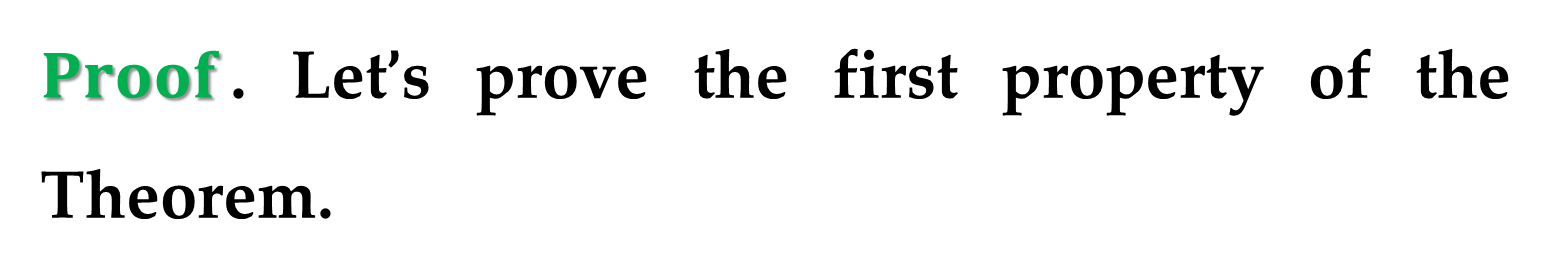 Proof. Let’s prove the first property of the
Theorem.